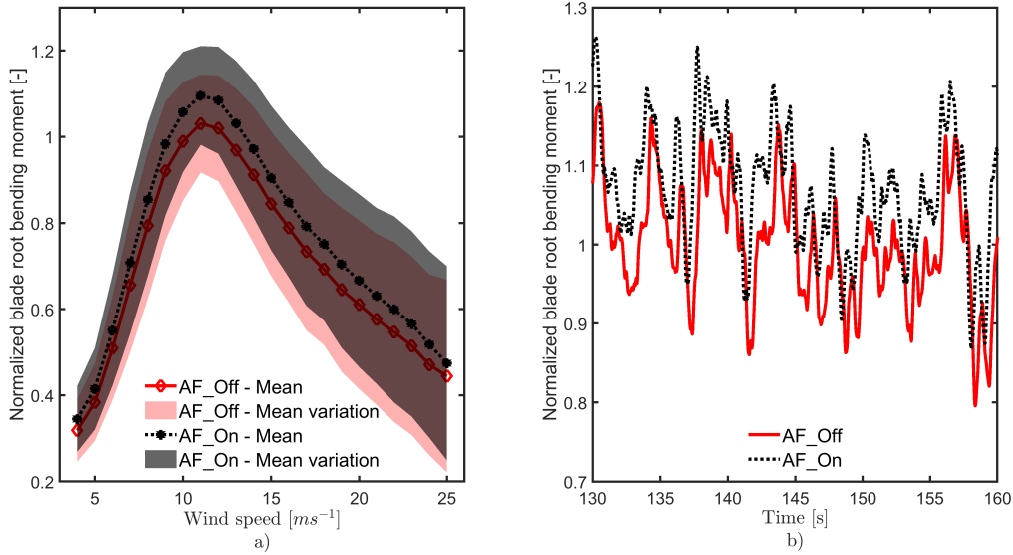 Normalized blade root bending moment [-]
1.2
1
0.8
0.6
0.4
0.2
5
10
15
20
25
Wind speed [ms⁻¹]
a)
AF_Off - Mean
AF_Off - Mean variation
AF_On - Mean
AF_On - Mean variation
Normalized blade root bending moment [-]
1.3
1.2
1.1
1
0.9
0.8
0.7
130
135
140
145
150
155
160
Time [s]
b)
AF_Off
AF_On